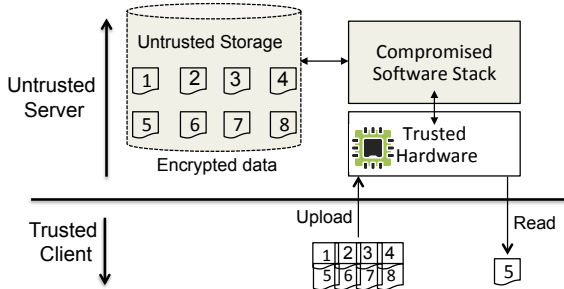 Untrusted Storage
1 2 3 4
5 6 7 8
Encrypted data
Compromised
Software Stack
Trusted
Hardware
Untrusted
Server
Trusted
Client
Upload
Read
1 2 3 4
5 6 7 8
5